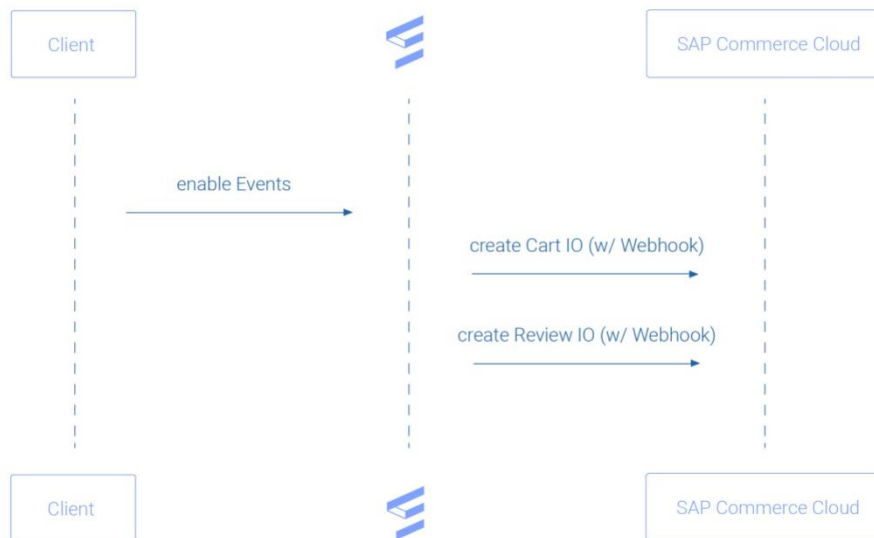 Client
SAP Commerce Cloud
enable Events
create Cart IO (w/ Webhook)
create Review IO (w/ Webhook)
Client
SAP Commerce Cloud